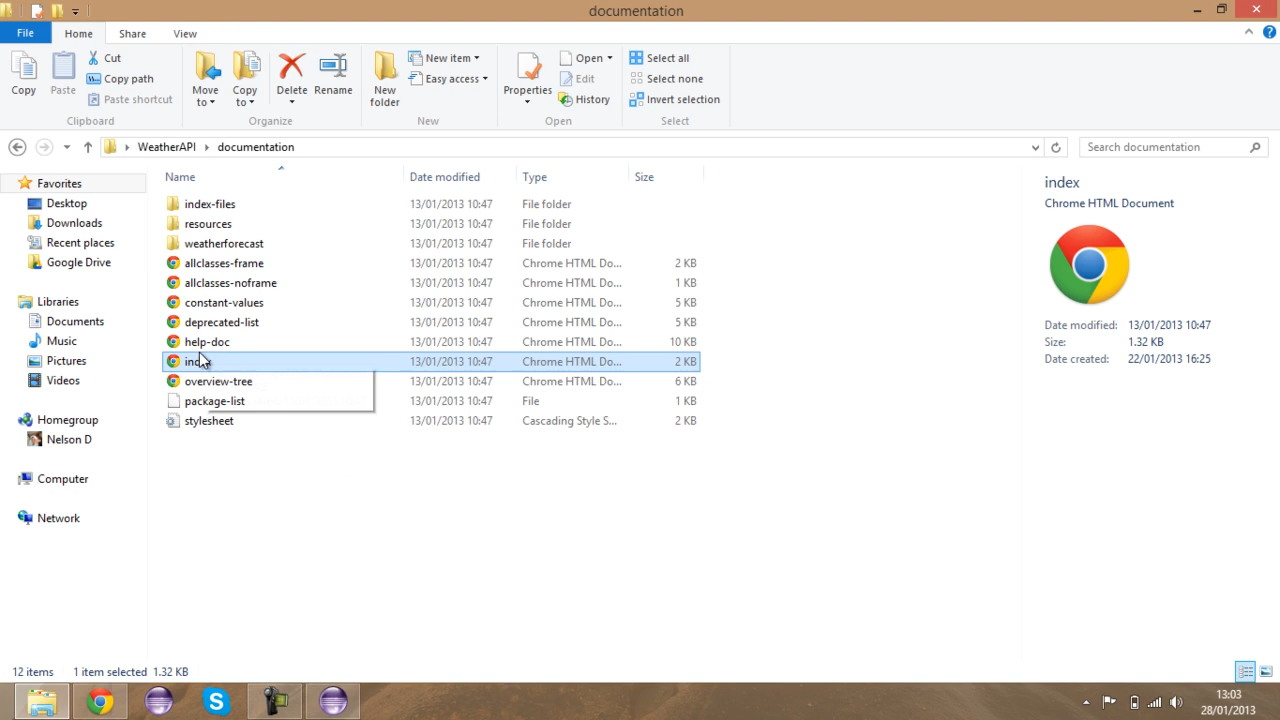 documentation
File Home Share View
Copy
Paste
Cut
Copy path
Paste shortcut
Clipboard
Move to
Copy to
Delete
Rename
Organize
New folder
New item
Easy access
New
Properties
Open
Edit
History
Open
Select all
Select none
Invert selection
Select
WeatherAPI documentation
Search documentation
Favorites
Desktop
Downloads
Recent places
Google Drive
Libraries
Documents
Music
Pictures
Videos
Homegroup
Nelson D
Computer
Network
Name Date modified Type Size
index-files 13/01/2013 10:47 File folder
resources 13/01/2013 10:47 File folder
weatherforecast 13/01/2013 10:47 File folder
allclasses-frame 13/01/2013 10:47 Chrome HTML Do... 2 KB
allclasses-noframe 13/01/2013 10:47 Chrome HTML Do... 1 KB
constant-values 13/01/2013 10:47 Chrome HTML Do... 5 KB
deprecated-list 13/01/2013 10:47 Chrome HTML Do... 5 KB
help-doc 13/01/2013 10:47 Chrome HTML Do... 10 KB
index 13/01/2013 10:47 Chrome HTML Do... 2 KB
overview-tree 13/01/2013 10:47 Chrome HTML Do... 6 KB
package-list 13/01/2013 10:47 File 1 KB
stylesheet 13/01/2013 10:47 Cascading Style S... 2 KB
index
Chrome HTML Document
Date modified: 13/01/2013 10:47
Size: 1.32 KB
Date created: 22/01/2013 16:25
12 items 1 item selected 1.32 KB
13:03
28/01/2013